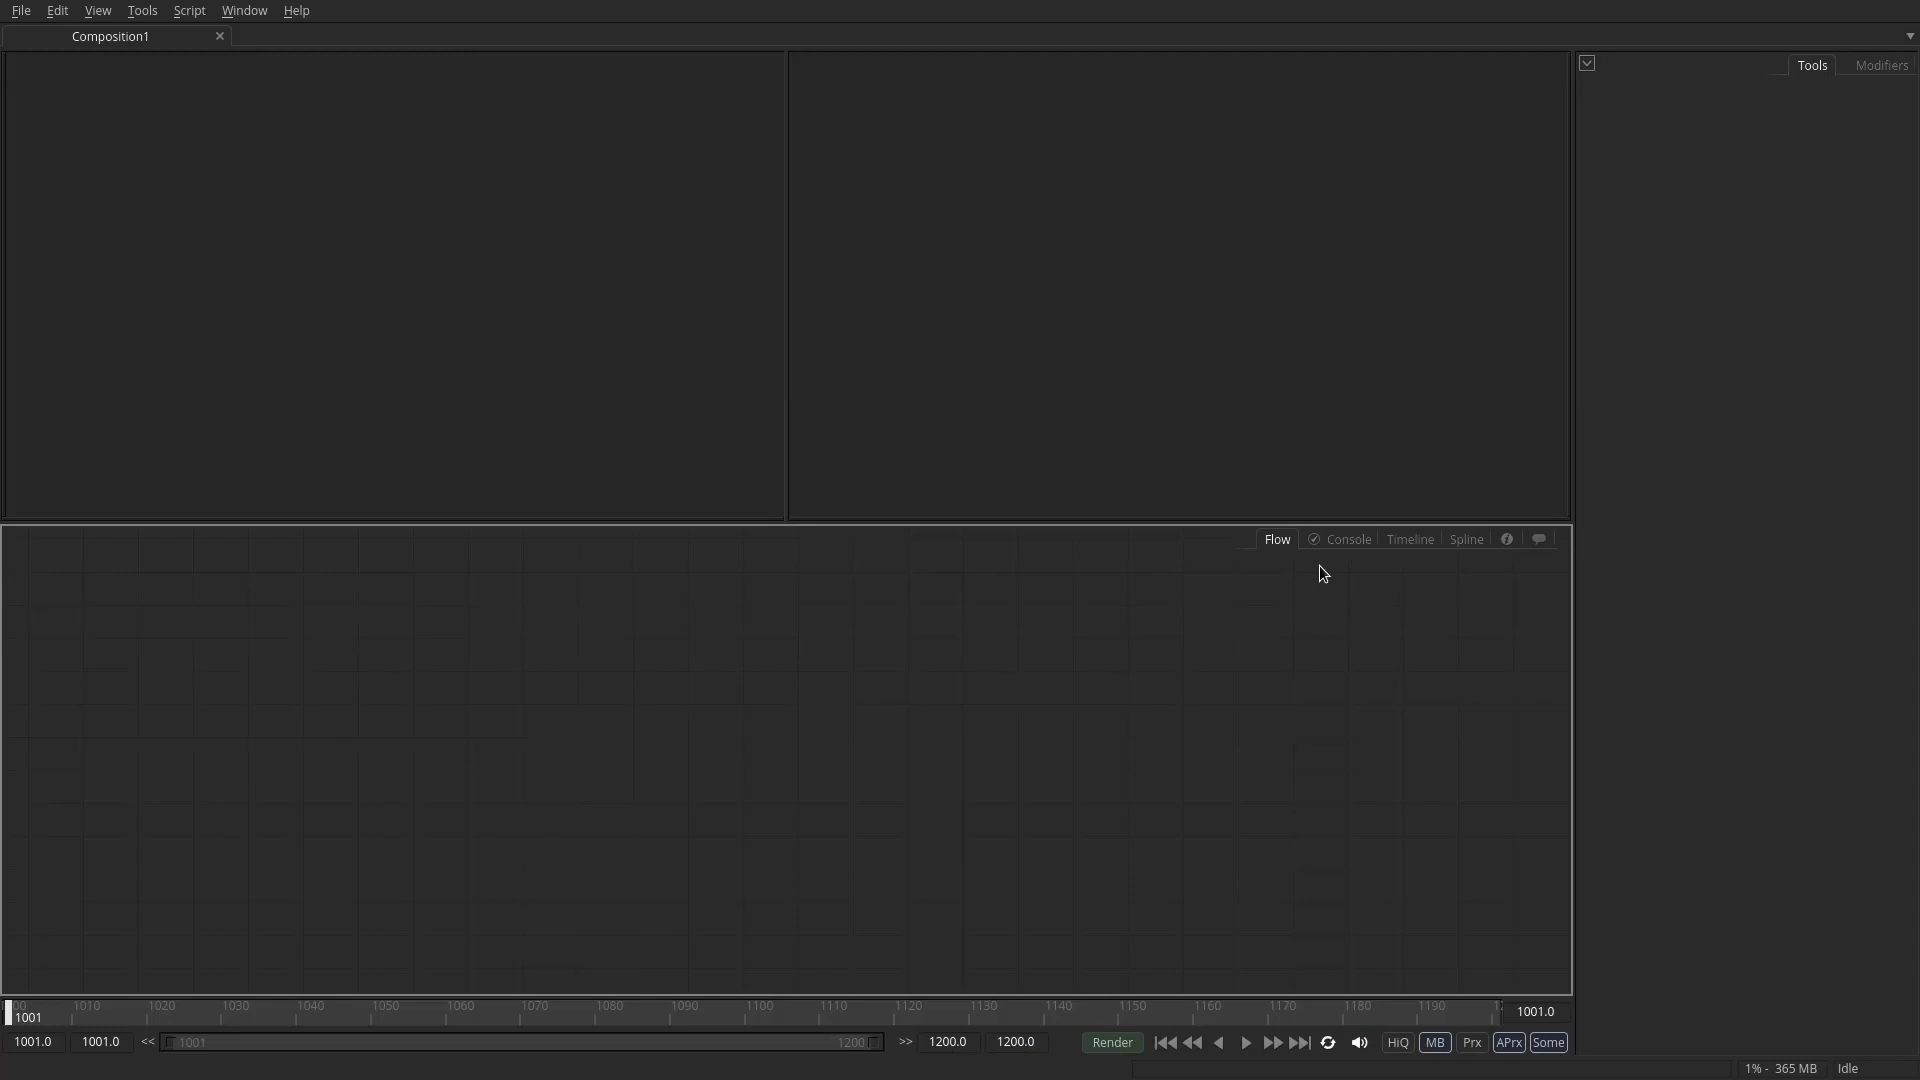 File Edit View Tools Script Window Help
Composition1
Tools Modifiers
Flow Console Timeline Spline
1010 1020 1030 1040 1050 1060 1070 1080 1090 1100 1110 1120 1130 1140 1150 1160 1170 1180 1190
1001 1001.0
1001.0 1001.0 << 1001 1200 >> 1200.0 1200.0 Render HiQ MB Prx APrx Some
1% - 365 MB Idle